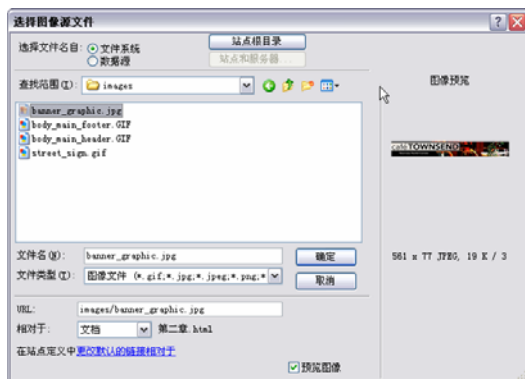 选择图像源文件
选择文件名自: 文件系统
数据源
站点根目录
站点和服务器...
查找范围(I): images
图像预览
banner_graphic.jpg
body_main_footer.GIF
body_main_header.GIF
street_sign.gif
café TOWNSEND
文件名(N): banner_graphic.jpg 确定
文件类型(T): 图像文件 (*.gif;*.jpg;*.jpeg;*.png;* 取消
561 x 77 JPEG, 19 K / 3
URL: images/banner_graphic.jpg
相对于: 文档 第二章.html
在站点定义中更改默认的链接相对于
预览图像